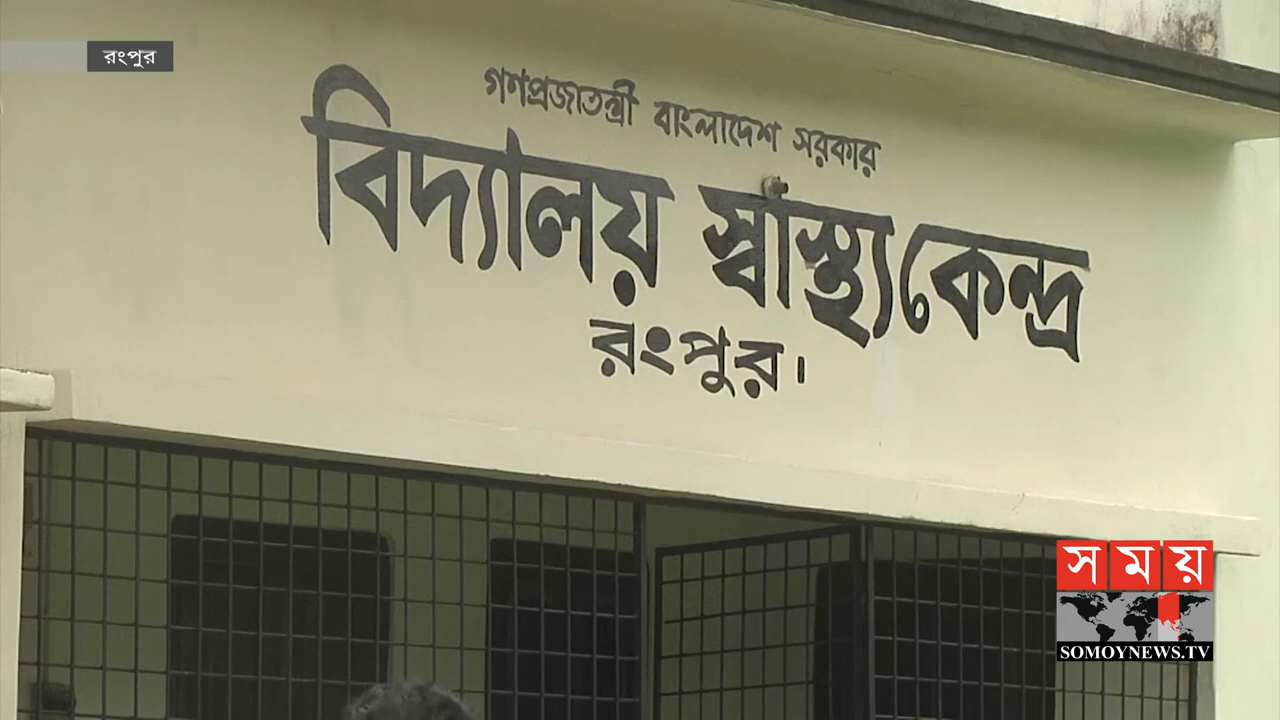 রংপুর
গণপ্রজাতন্ত্রী বাংলাদেশ সরকার
বিদ্যালয় স্বাস্থ্যকেন্দ্র
রংপুর।
সময়
SOMOYNEWS.TV